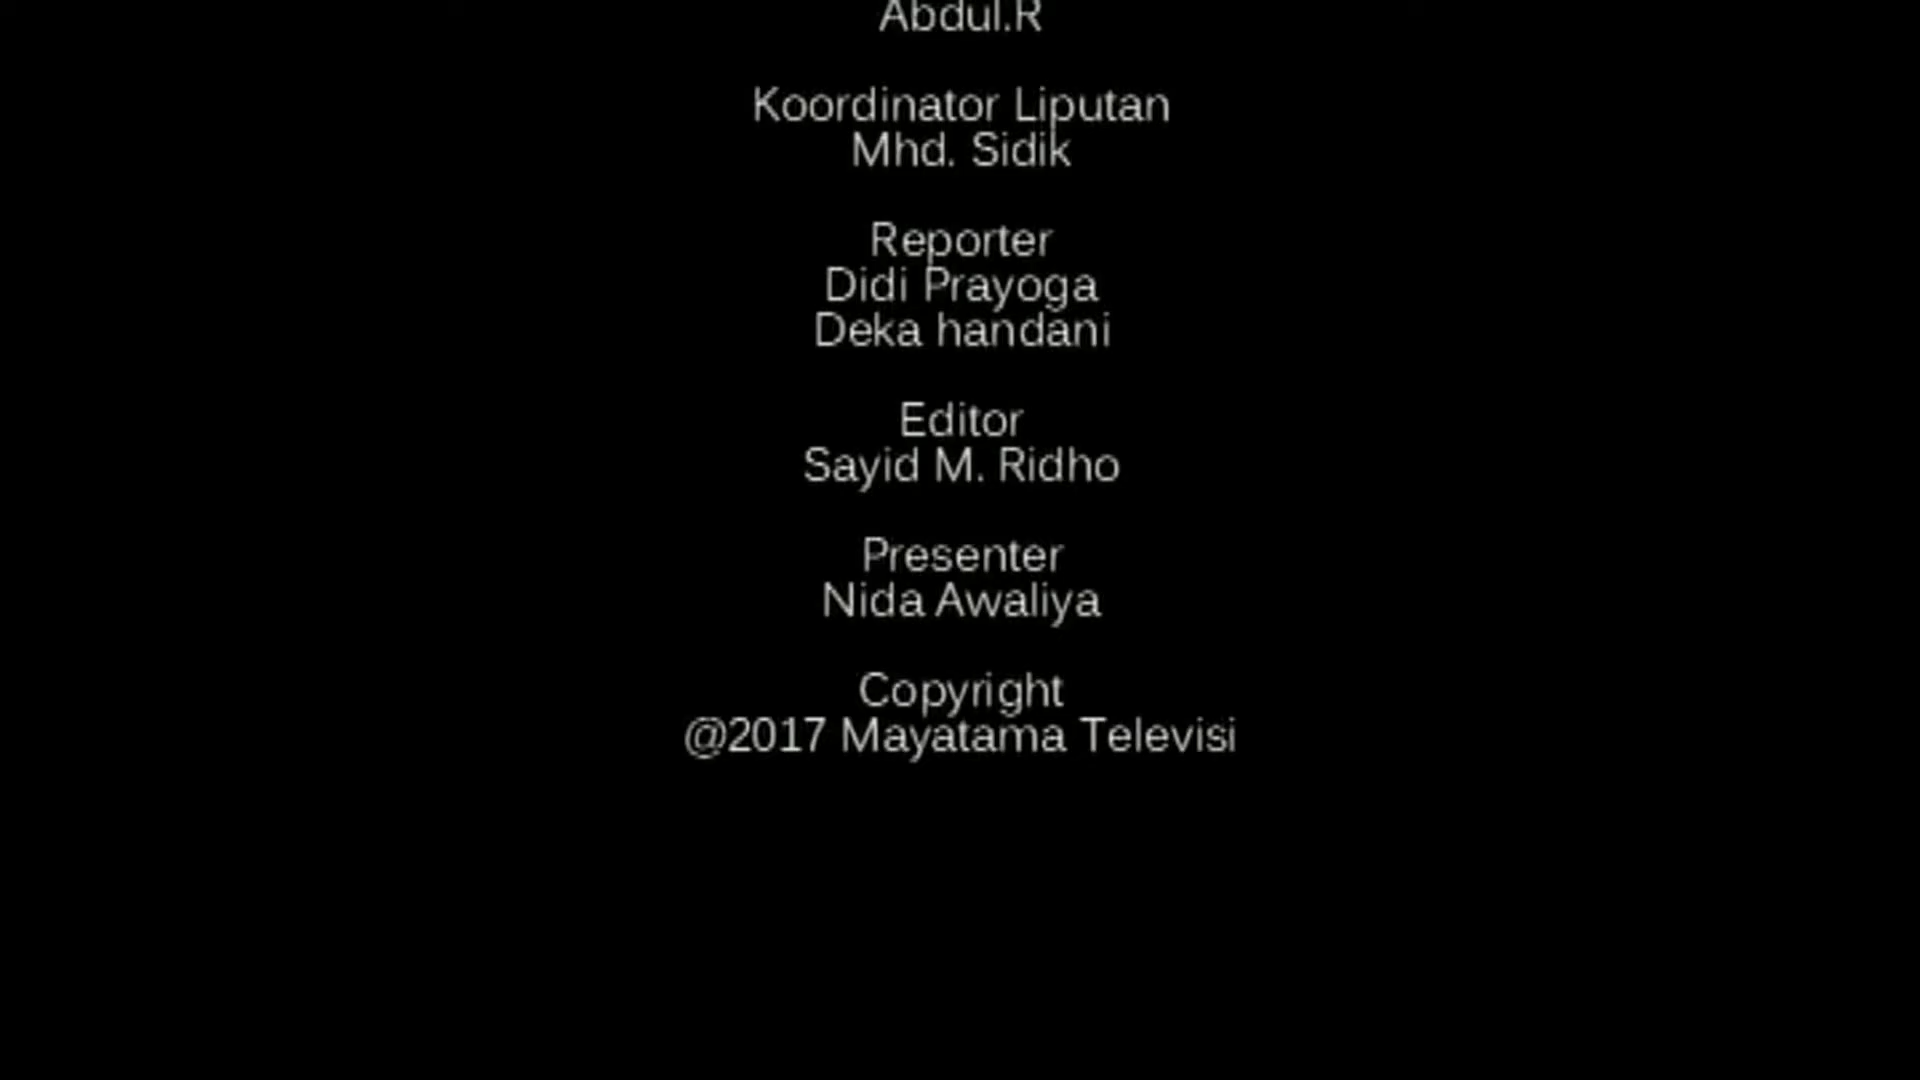 Abdul.R
Koordinator Liputan
Mhd. Sidik
Reporter
Didi Prayoga
Deka handani
Editor
Sayid M. Ridho
Presenter
Nida Awaliya
Copyright
@2017 Mayatama Televisi